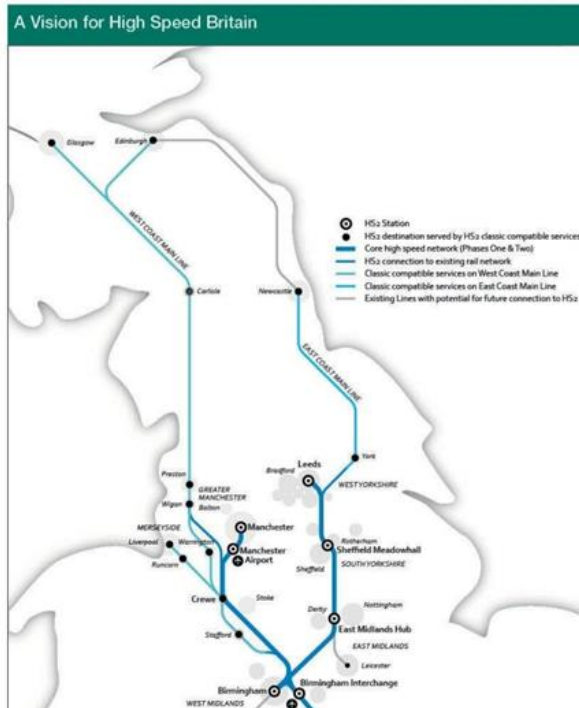 A Vision for High Speed Britain
Glasgow
Edinburgh
WEST COAST MAIN LINE
HS2 Station
HS2 destination served by HS2 classic compatible services
Core high speed network (Phases One & Two)
HS2 connection to existing rail network
Classic compatible services on West Coast Main Line
Classic compatible services on East Coast Main Line
Existing Lines with potential for future connection to HS2
Carlisle
Newcastle
EAST COAST MAIN LINE
York
Leeds
Bradford
WEST YORKSHIRE
Preston
GREATER
MANCHESTER
Wigan
Bolton
MERSEYSIDE
Liverpool
Warrington
Runcorn
Manchester
Manchester
Airport
Rotherham
Sheffield Meadowhall
Sheffield
SOUTH YORKSHIRE
Crewe
Stoke
Stafford
Derby
Nottingham
East Midlands Hub
EAST MIDLANDS
Leicester
Birmingham
Birmingham Interchange
WEST MIDLANDS